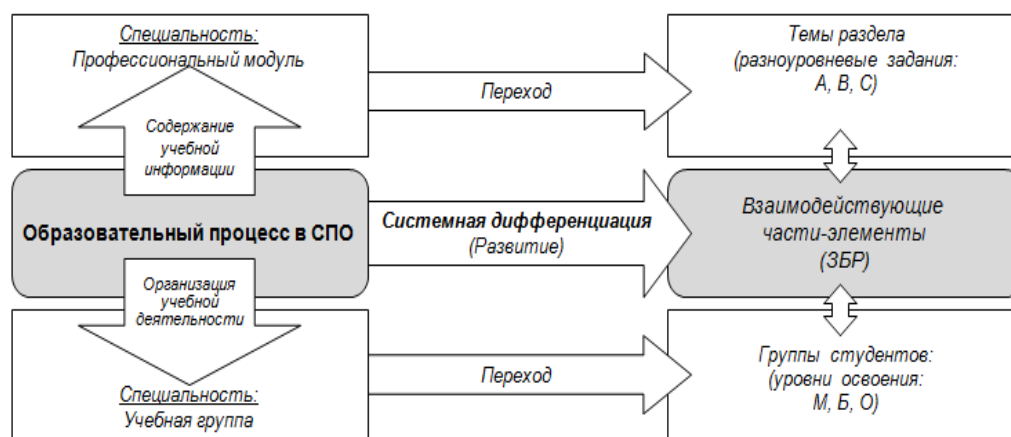 Специальность:
Профессиональный модуль
Содержание
учебной
информации
Переход
Темы раздела
(разноуровневые задания:
А, В, С)
Образовательный процесс в СПО
Системная дифференциация
(Развитие)
Взаимодействующие
части-элементы
(ЗБР)
Организация
учебной
деятельности
Специальность:
Учебная группа
Переход
Группы студентов:
(уровни освоения:
М, Б, О)